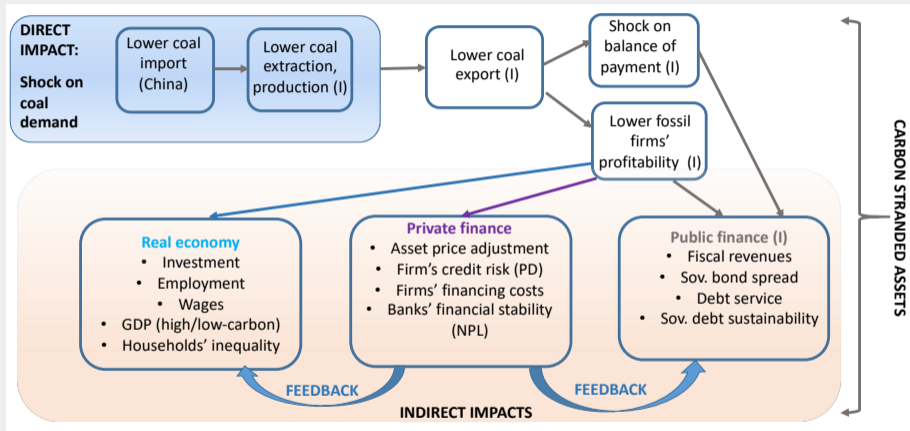 DIRECT
IMPACT:
Shock on
coal
demand
Lower coal
import
(China)
Lower coal
extraction,
production (I)
Lower coal
export (I)
Shock on
balance of
payment (I)
Lower fossil
firms'
profitability (I)
CARBON STRANDED ASSETS
Real economy
• Investment
• Employment
• Wages
• GDP (high/low-carbon)
• Households' inequality
Private finance
• Asset price adjustment
• Firm's credit risk (PD)
• Firms' financing costs
• Banks' financial stability
(NPL)
Public finance (I)
• Fiscal revenues
• Sov. bond spread
• Debt service
• Sov. debt sustainability
FEEDBACK
FEEDBACK
INDIRECT IMPACTS